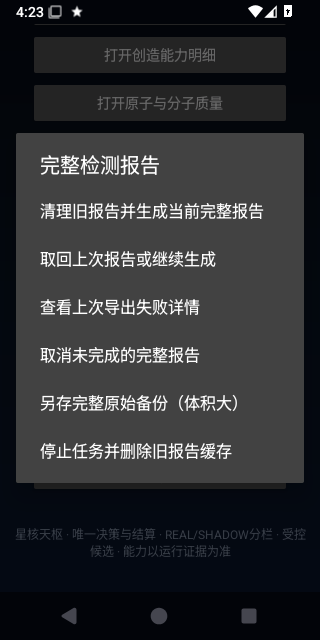 4:23
打开创造能力明细
打开原子与分子质量
完整检测报告
清理旧报告并生成当前完整报告
取回上次报告或继续生成
查看上次导出失败详情
取消未完成的完整报告
另存完整原始备份（体积大）
停止任务并删除旧报告缓存
星核天枢 · 唯一决策与结算 · REAL/SHADOW分栏 · 受控
候选 · 能力以运行证据为准